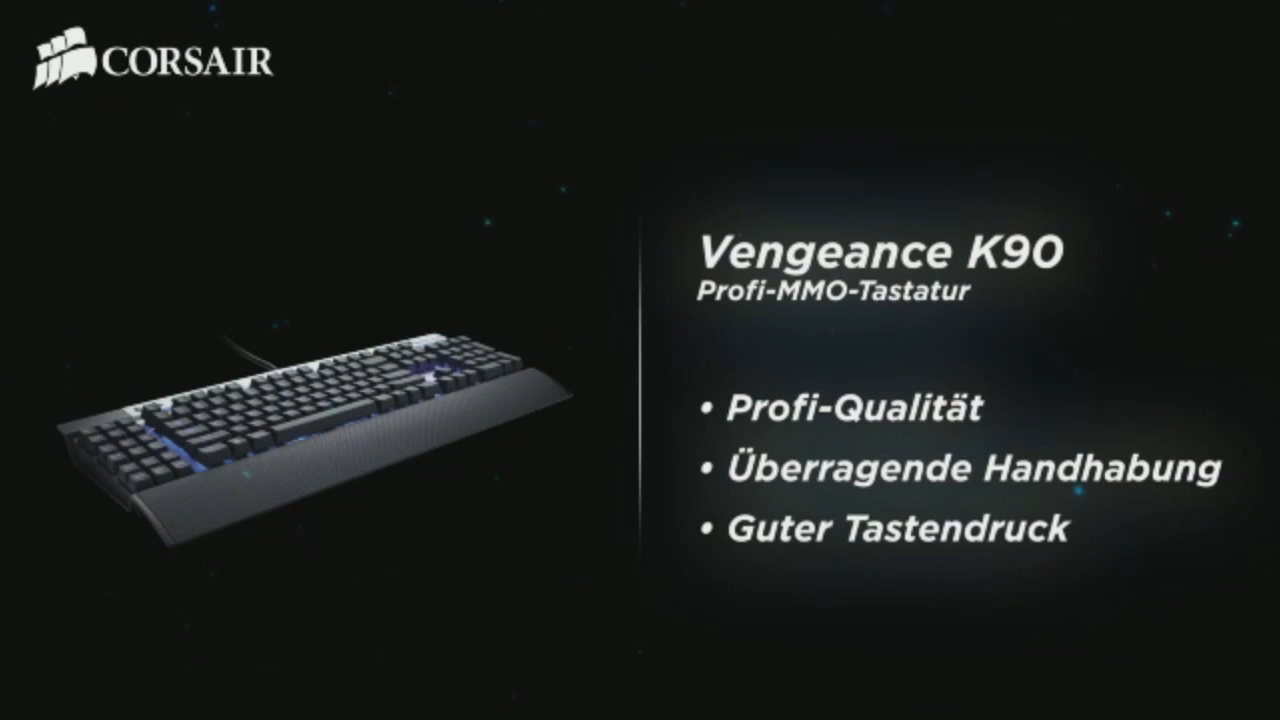 CORSAIR
Vengeance K90
Profi-MMO-Tastatur
• Profi-Qualität
• Überragende Handhabung
• Guter Tastendruck